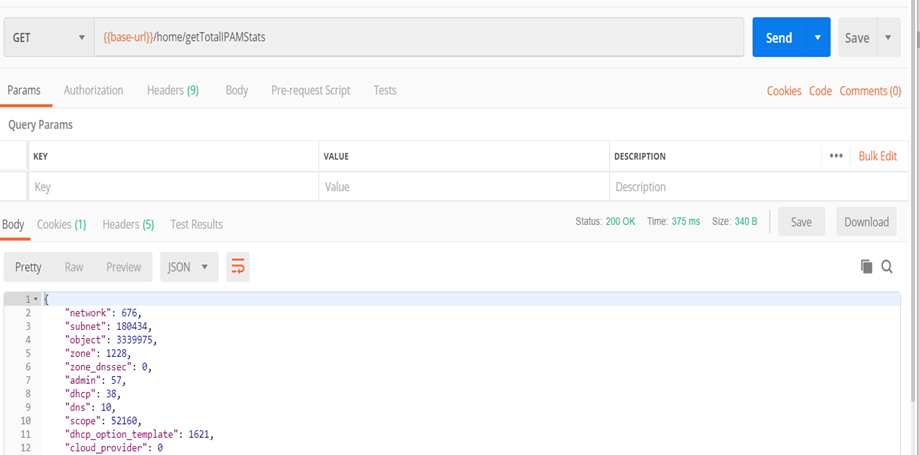 GET {{base-url}}/home/getTotalIPAMStats Send Save
Params Authorization Headers (9) Body Pre-request Script Tests Cookies Code Comments (0)
Query Params
KEY VALUE DESCRIPTION ••• Bulk Edit
Key Value Description
Body Cookies (1) Headers (5) Test Results Status: 200 OK Time: 375 ms Size: 340 B Save Download
Pretty Raw Preview JSON
1 {
2 "network": 676,
3 "subnet": 180434,
4 "object": 3339975,
5 "zone": 1228,
6 "zone_dnssec": 0,
7 "admin": 57,
8 "dhcp": 38,
9 "dns": 10,
10 "scope": 52160,
11 "dhcp_option_template": 1621,
12 "cloud_provider": 0